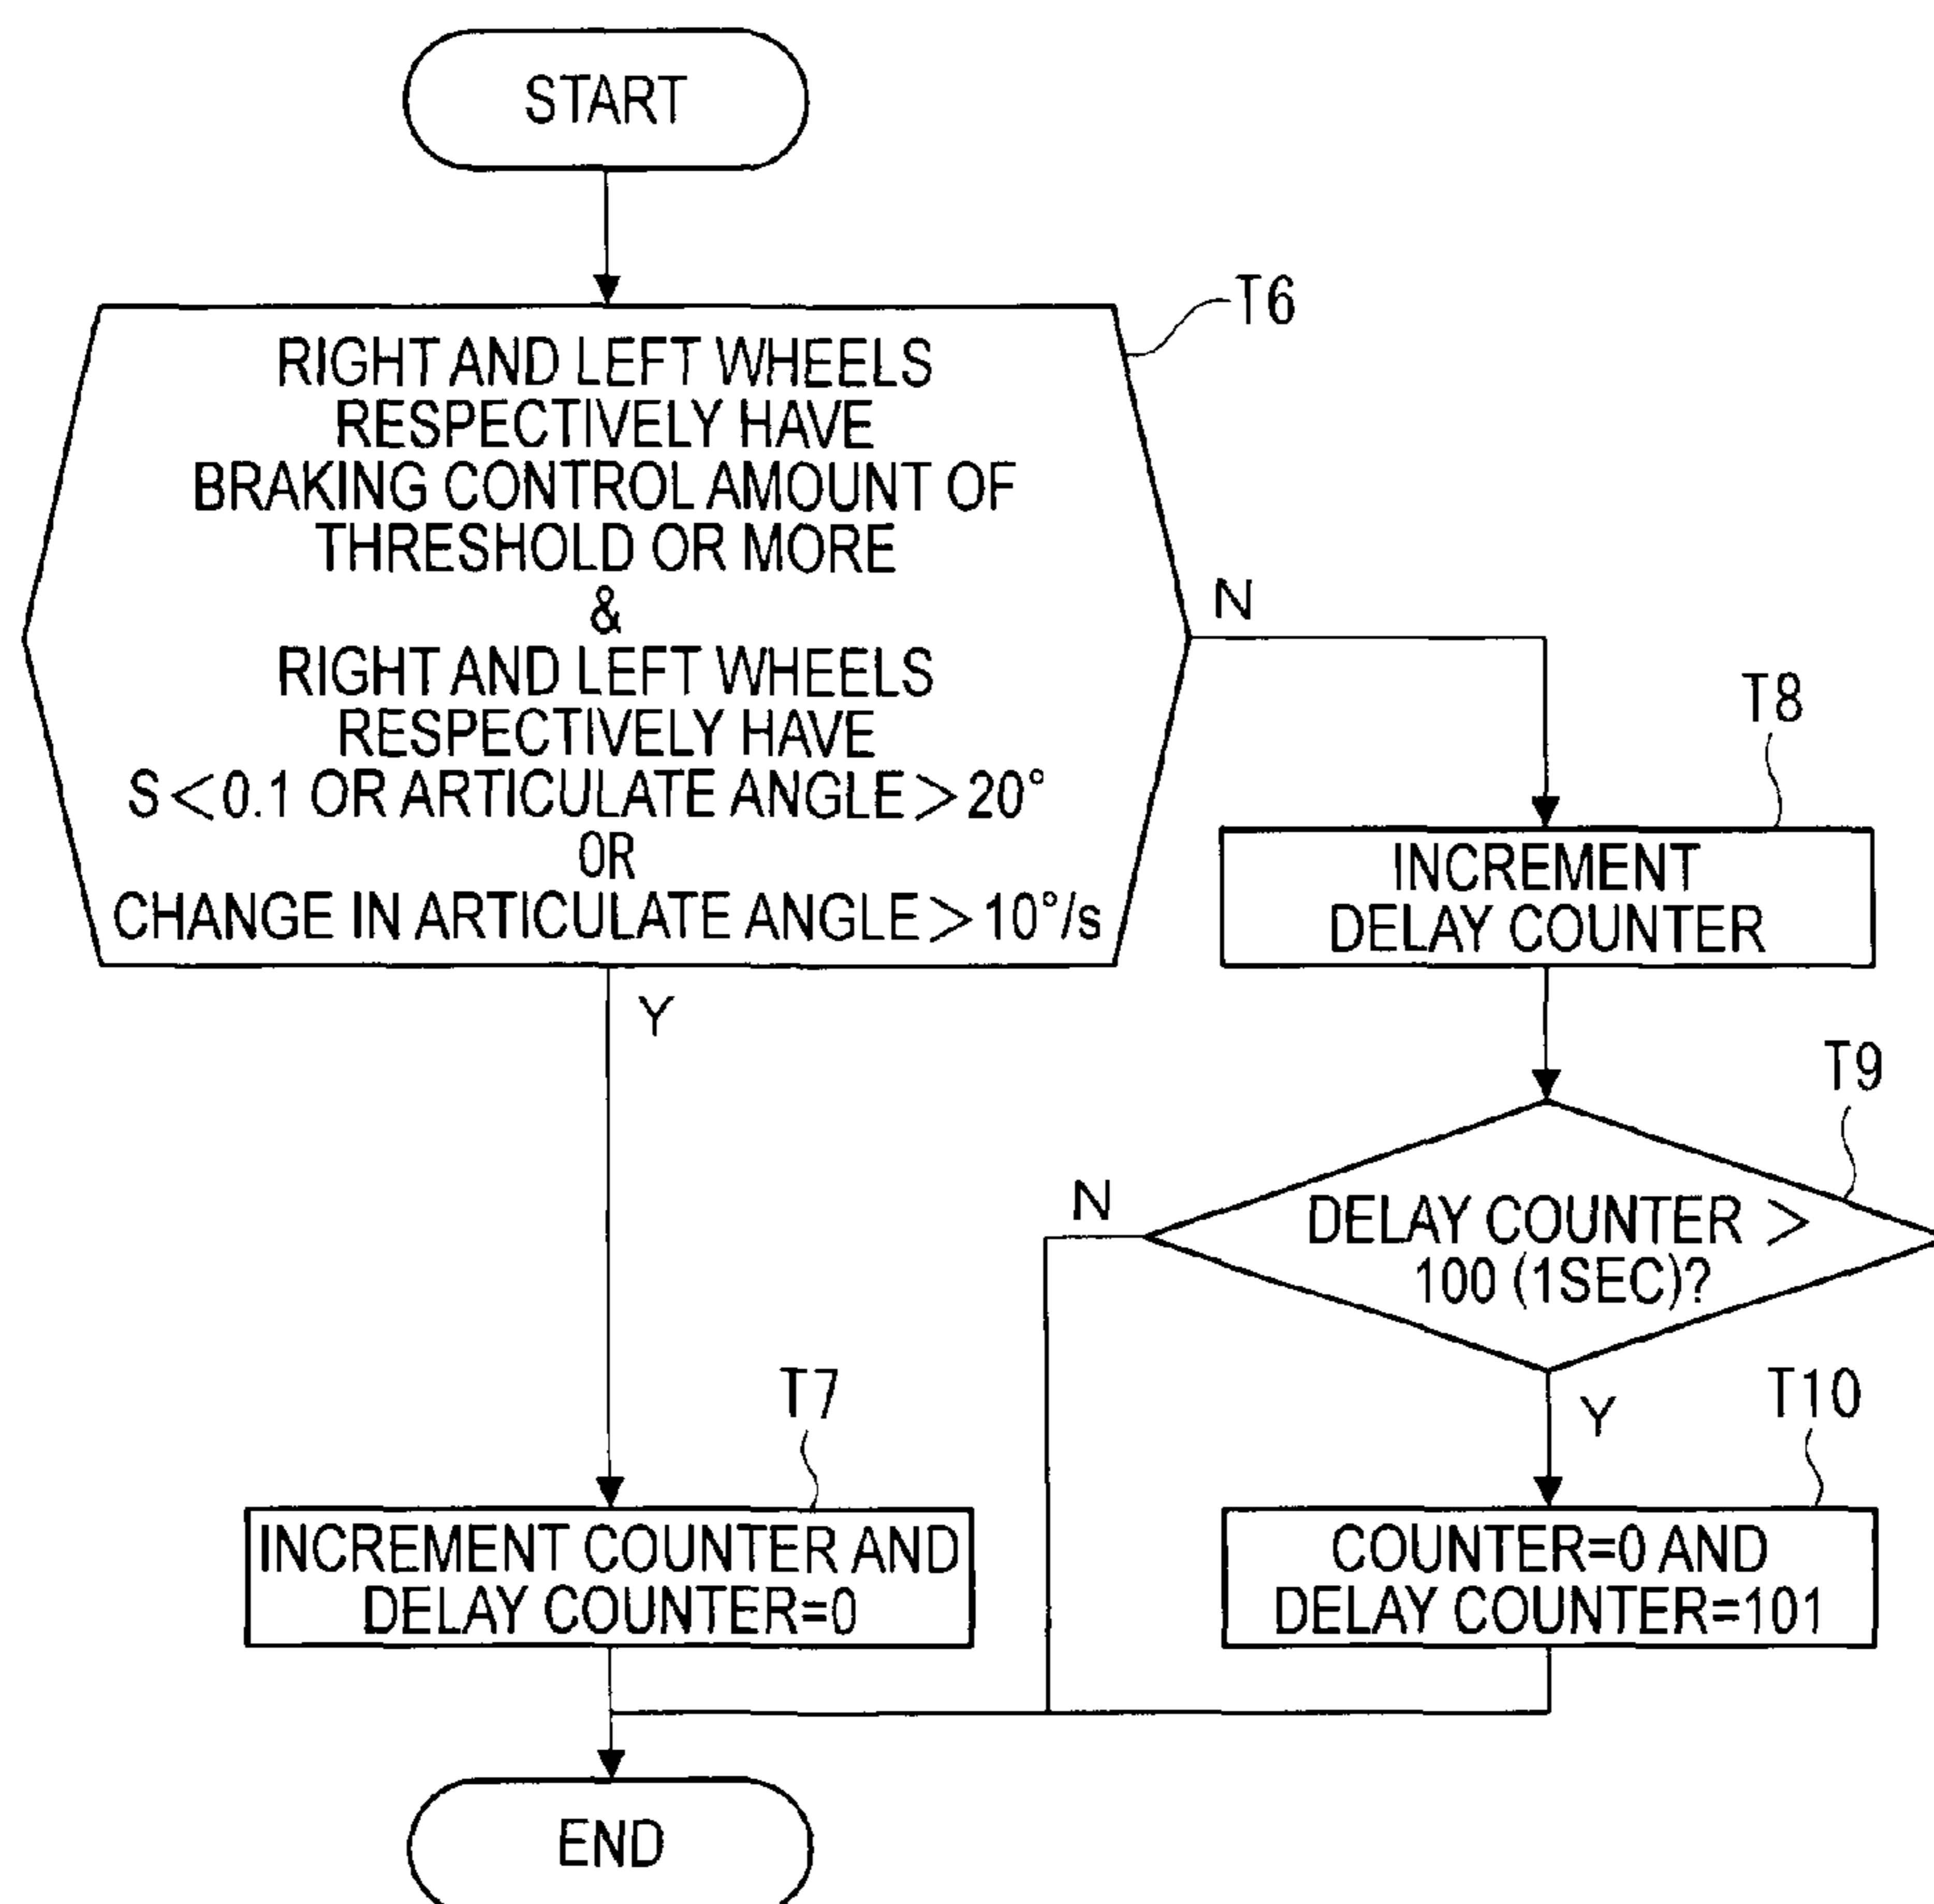 START
T6
RIGHT AND LEFT WHEELS
RESPECTIVELY HAVE
BRAKING CONTROL AMOUNT OF
THRESHOLD OR MORE
&
RIGHT AND LEFT WHEELS
RESPECTIVELY HAVE
S<0.1 OR ARTICULATE ANGLE>20°
OR
CHANGE IN ARTICULATE ANGLE>10°/s
N
Y
T8
INCREMENT
DELAY COUNTER
T9
DELAY COUNTER >
100 (1SEC)?
N
Y
T7
INCREMENT COUNTER AND
DELAY COUNTER=0
T10
COUNTER=0 AND
DELAY COUNTER=101
END